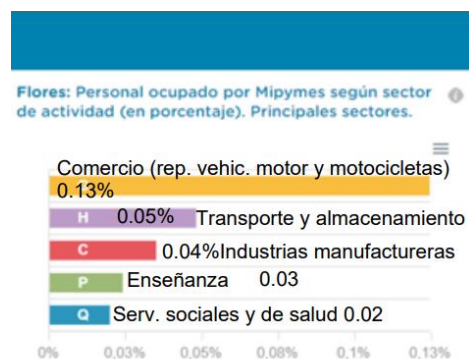 Flores: Personal ocupado por Mipymes según sector
de actividad (en porcentaje). Principales sectores.
Comercio (rep. vehic. motor y motocicletas)
0.13%
H 0.05% Transporte y almacenamiento
C 0.04%Industrias manufactureras
P Enseñanza 0.03
Q Serv. sociales y de salud 0.02
0% 0,03% 0,05% 0,08% 0,1% 0,13%